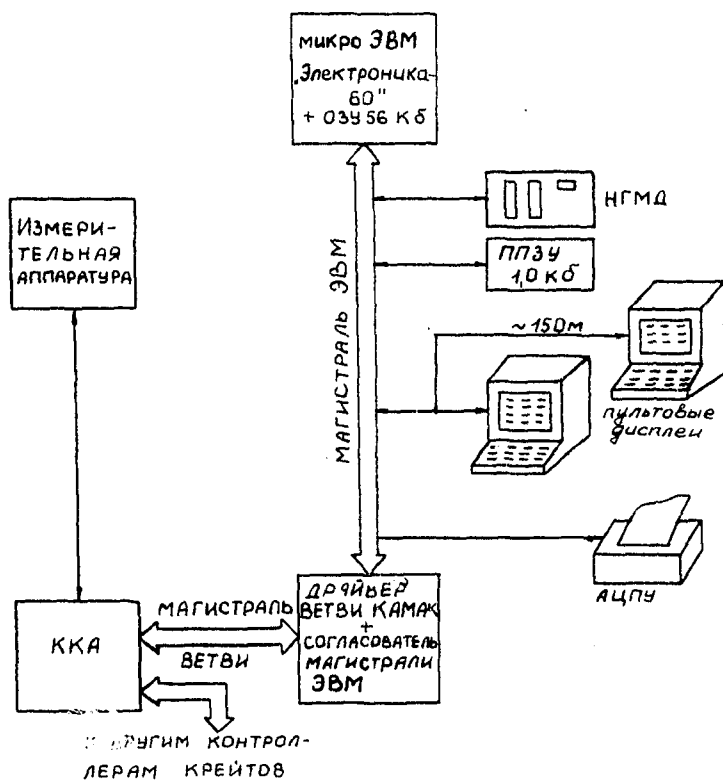 микро ЭВМ
„Электроника-
60"
+ ОЗУ 56 Кб
НГМД
ППЗУ
1,0 Кб
~150м
пультовые
дисплеи
АЦПУ
МАГИСТРАЛЬ ЭВМ
ИЗМЕРИ-
ТЕЛЬНАЯ
АППАРАТУРА
ККА
МАГИСТРАЛЬ
ВЕТВИ
ДРАЙВЕР
ВЕТВИ КАМАК
+
СОГЛАСОВАТЕЛЬ
МАГИСТРАЛИ
ЭВМ
К ДРУГИМ КОНТРОЛ-
ЛЕРАМ КРЕЙТОВ